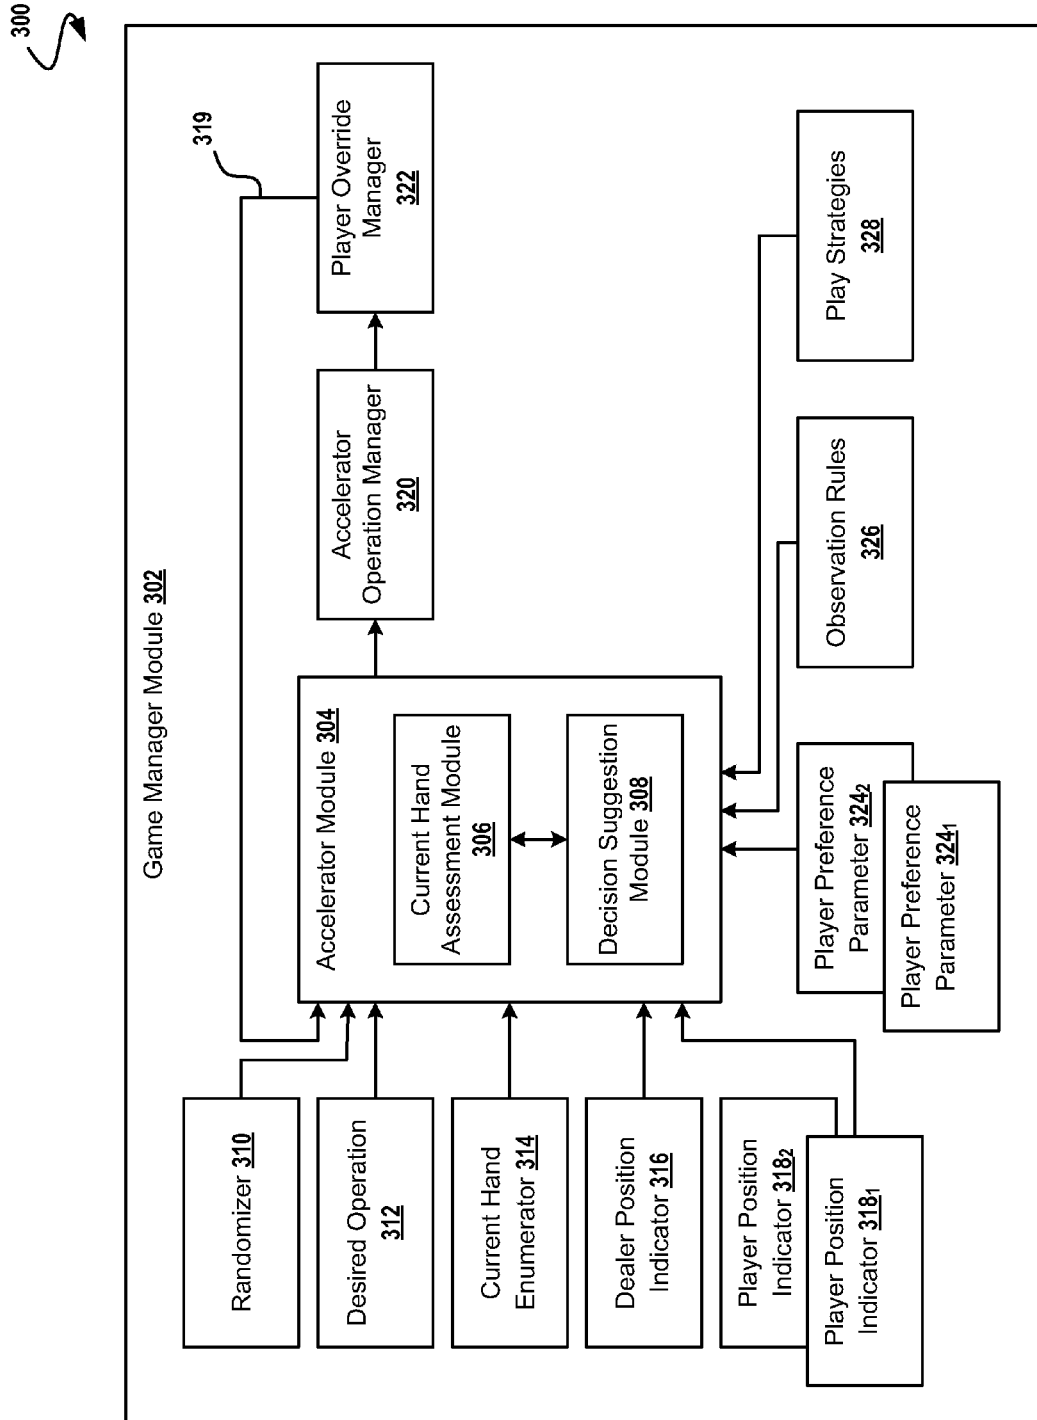 300
Game Manager Module 302
319
Randomizer 310
Desired Operation
312
Current Hand
Enumerator 314
Dealer Position
Indicator 316
Player Position
Indicator 318₂
Player Position
Indicator 318₁
Accelerator Module 304
Current Hand
Assessment Module
306
Decision Suggestion
Module 308
Accelerator
Operation Manager
320
Player Override
Manager
322
Player Preference
Parameter 324₂
Player Preference
Parameter 324₁
Observation Rules
326
Play Strategies
328